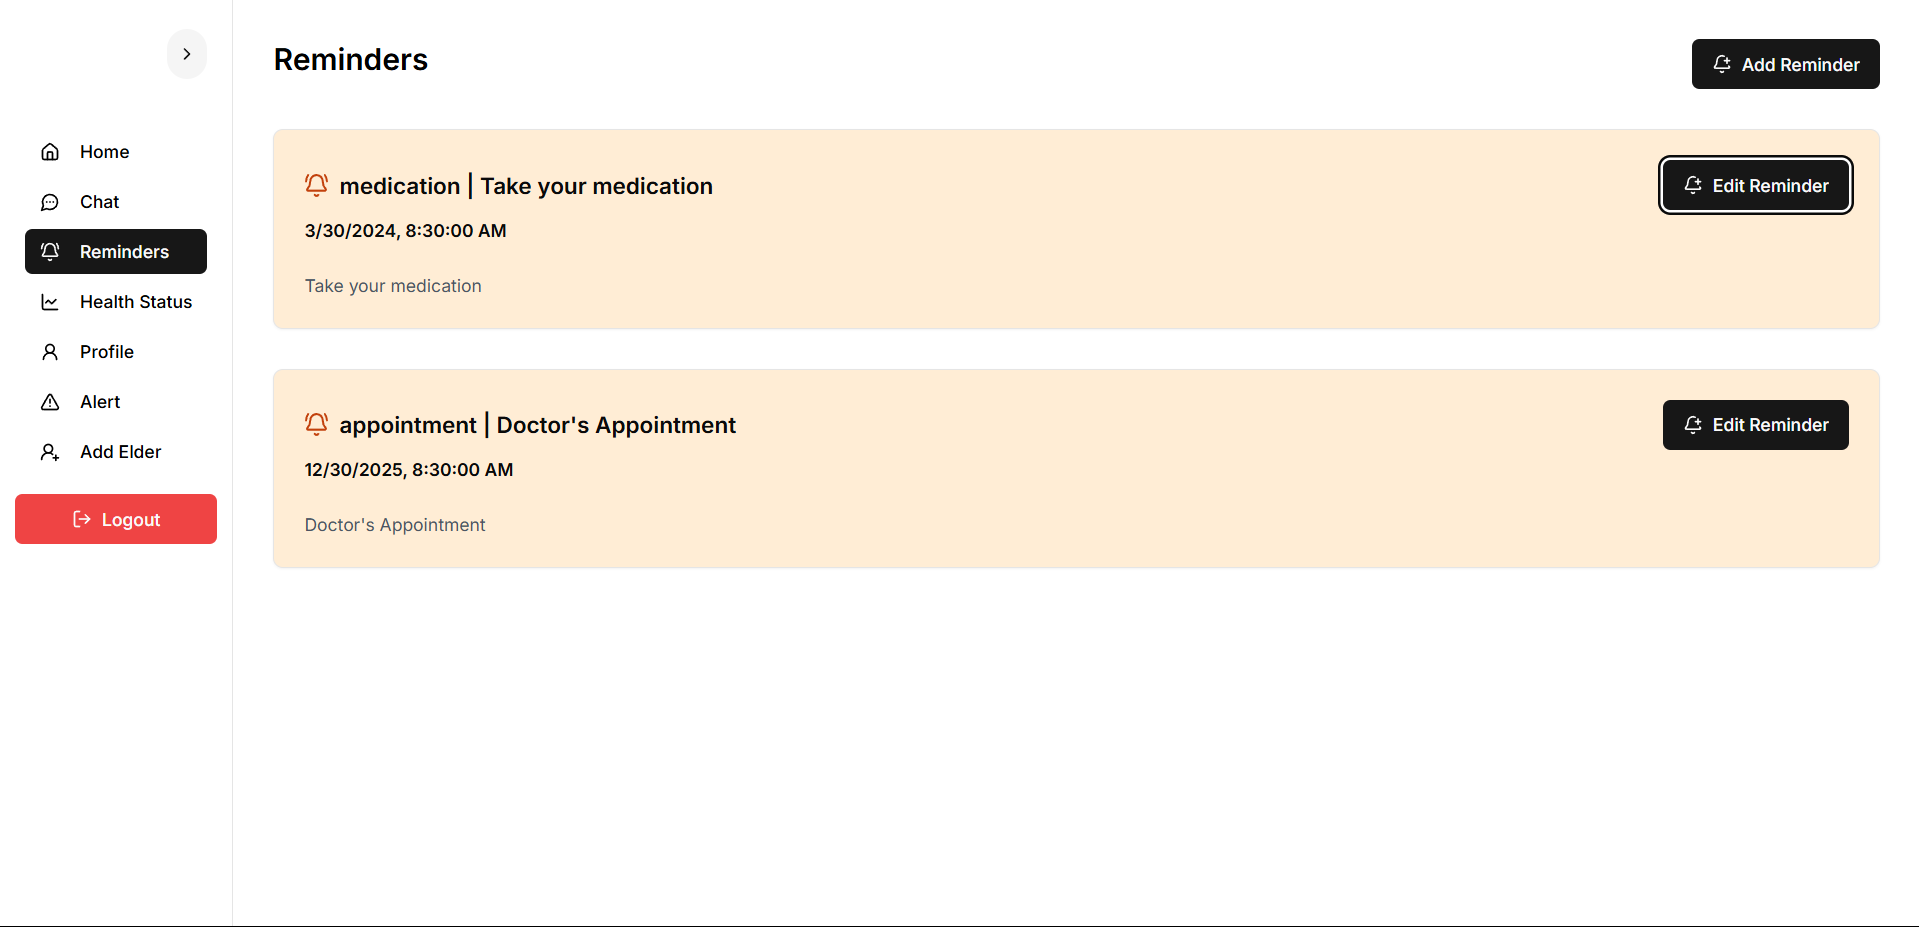 Home
Chat
Reminders
Health Status
Profile
Alert
Add Elder
Logout
Reminders
Add Reminder
medication | Take your medication
Edit Reminder
3/30/2024, 8:30:00 AM
Take your medication
appointment | Doctor's Appointment
Edit Reminder
12/30/2025, 8:30:00 AM
Doctor's Appointment